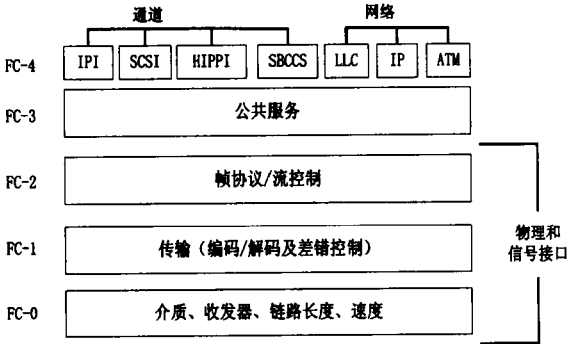 通道 网络
FC-4 IPI SCSI HIPPI SBCCS LLC IP ATM
FC-3 公共服务
FC-2 帧协议/流控制
FC-1 传输（编码/解码及差错控制）
FC-0 介质、收发器、链路长度、速度
物理和
信号接口